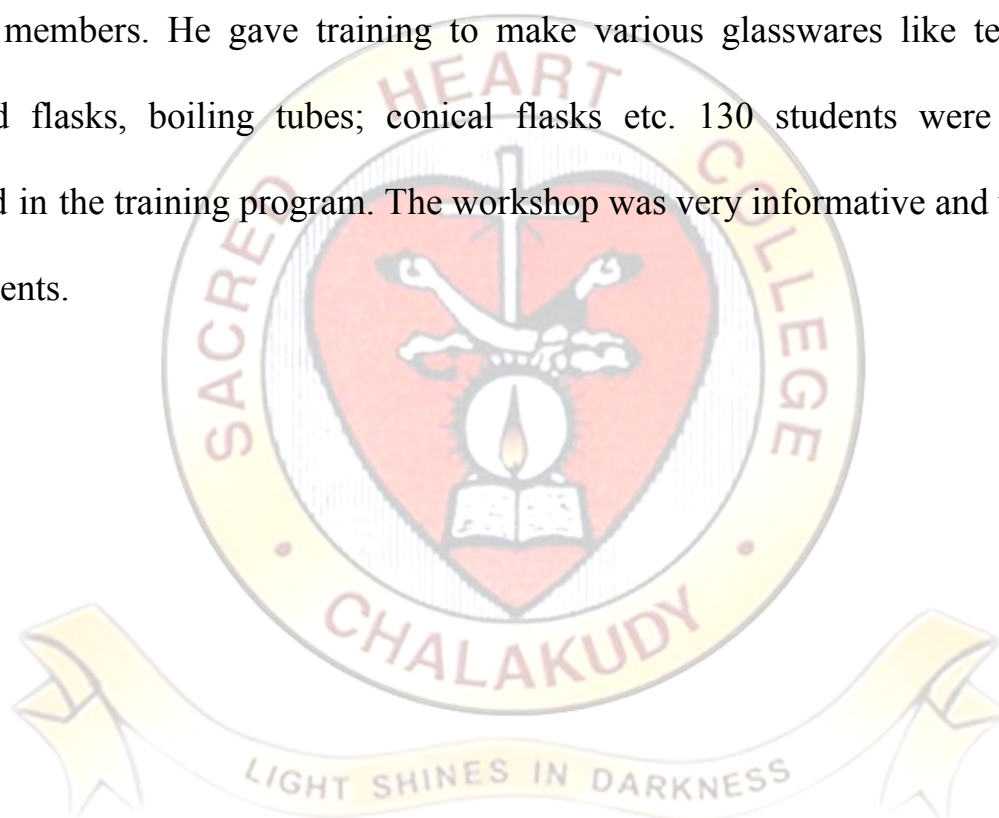 members. He gave training to make various glasswares like te
d flasks, boiling tubes; conical flasks etc. 130 students were
d in the training program. The workshop was very informative and
ents.
SACRED HEART COLLEGE
CHALAKUDY
LIGHT SHINES IN DARKNESS